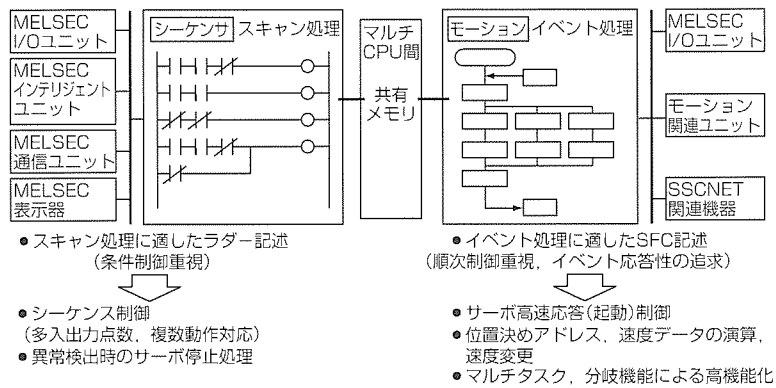 MELSEC
I/Oユニット
MELSEC
インテリジェント
ユニット
MELSEC
通信ユニット
MELSEC
表示器
シーケンサ スキャン処理
マルチ
CPU間
共有
メモリ
モーション イベント処理
MELSEC
I/Oユニット
モーション
関連ユニット
SSCNET
関連機器
●スキャン処理に適したラダー記述
(条件制御重視)
●シーケンス制御
(多入出力点数，複数動作対応)
●異常検出時のサーボ停止処理
●イベント処理に適したSFC記述
(順次制御重視，イベント応答性の追求)
●サーボ高速応答(起動)制御
●位置決めアドレス，速度データの演算，
速度変更
●マルチタスク，分岐機能による高機能化